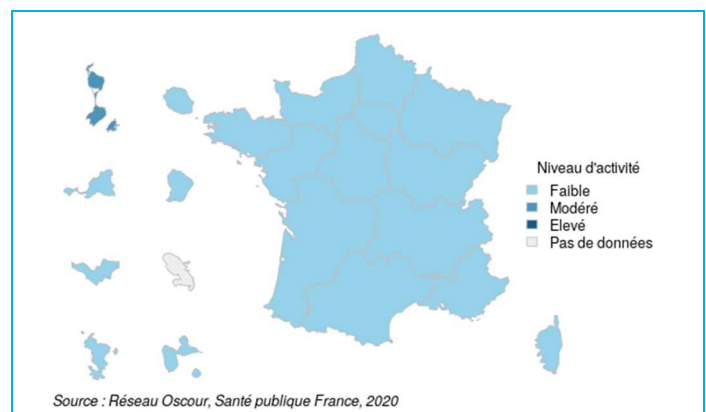 Niveau d'activité
Faible
Modéré
Elevé
Pas de données
Source : Réseau Oscour, Santé publique France, 2020